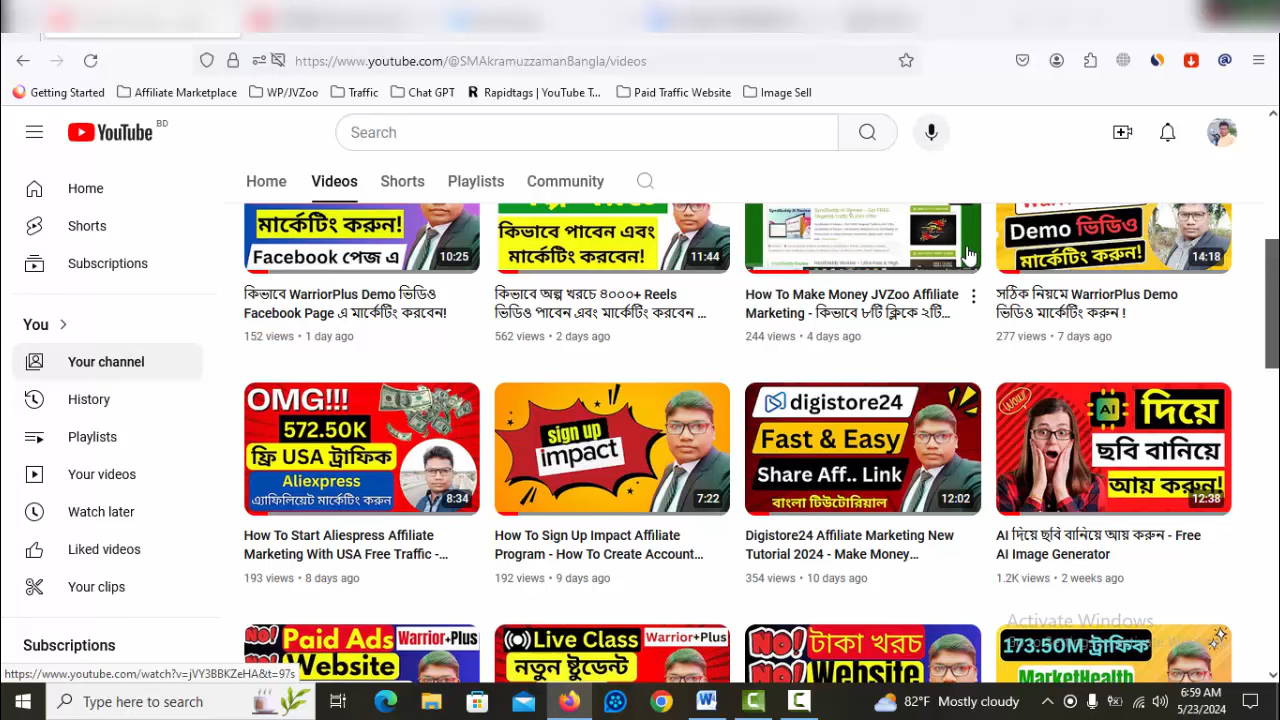 https://www.youtube.com/@SMAkramuzzamanBangla/videos
Getting Started
Affiliate Marketplace
WP/JVZoo
Traffic
Chat GPT
Rapidtags | YouTube T...
Paid Traffic Website
Image Sell
YouTube BD
Search
Home
Videos
Shorts
Playlists
Community
Home
Shorts
Subscriptions
You
Your channel
History
Playlists
Your videos
Watch later
Liked videos
Your clips
Subscriptions
মার্কেটিং করুন!
Facebook পেজ এ
10:25
কিভাবে পাবেন এবং
মার্কেটিং করবেন!
11:44
Demo ভিডিও
মার্কেটিং করুন!
14:18
কিভাবে WarriorPlus Demo ভিডিও
Facebook Page এ মার্কেটিং করবেন!
152 views • 1 day ago
কিভাবে অল্প খরচে ৪০০০+ Reels
ভিডিও পাবেন এবং মার্কেটিং করবেন ...
562 views • 2 days ago
How To Make Money JVZoo Affiliate
Marketing - কিভাবে ৮টি ক্লিকে ২টি...
244 views • 4 days ago
সঠিক নিয়মে WarriorPlus Demo
ভিডিও মার্কেটিং করুন !
277 views • 7 days ago
OMG!!!
572.50K
ফ্রি USA ট্রাফিক
Aliexpress
এ্যাফিলিয়েট মার্কেটিং করুন
8:34
sign up
impact
7:22
digistore24
Fast & Easy
Share Aff.. Link
বাংলা টিউটোরিয়াল
12:02
Wow!
AI দিয়ে
ছবি বানিয়ে
আয় করুন!
12:38
How To Start Aliespress Affiliate
Marketing With USA Free Traffic -...
193 views • 8 days ago
How To Sign Up Impact Affiliate
Program - How To Create Account...
192 views • 9 days ago
Digistore24 Affiliate Marketing New
Tutorial 2024 - Make Money...
354 views • 10 days ago
AI দিয়ে ছবি বানিয়ে আয় করুন - Free
AI Image Generator
1.2K views • 2 weeks ago
NO! Paid Ads Warrior+Plus
Website
Live Class Warrior+Plus
নতুন ষ্টুডেন্ট
NO! টাকা খরচ
Website
173.50M ট্রাফিক
MarketHealth
Activate Windows
https://www.youtube.com/watch?v=jVY3BBKZeHA&t=97s
Type here to search
82°F Mostly cloudy
6:59 AM
5/23/2024